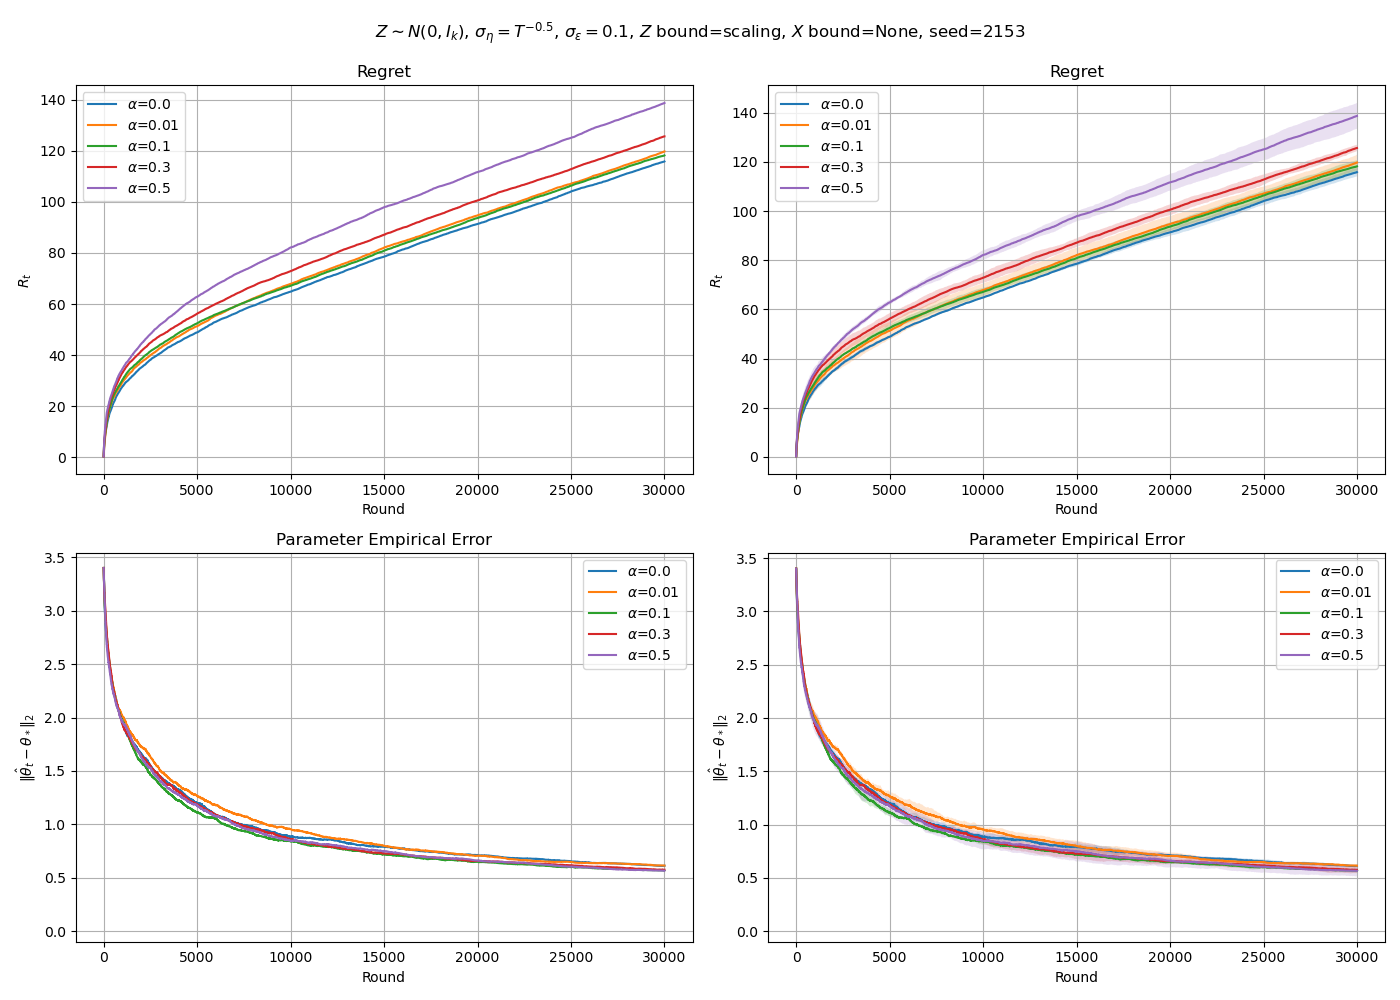 Z ∼ N(0, I_k), σ_η = T^{−0.5}, σ_ε = 0.1, Z bound=scaling, X bound=None, seed=2153
Regret
140
120
100
80
60
40
20
0
R_t
α=0.0
α=0.01
α=0.1
α=0.3
α=0.5
0 5000 10000 15000 20000 25000 30000
Round
Regret
140
120
100
80
60
40
20
0
R_t
α=0.0
α=0.01
α=0.1
α=0.3
α=0.5
0 5000 10000 15000 20000 25000 30000
Round
Parameter Empirical Error
3.5
3.0
2.5
2.0
1.5
1.0
0.5
0.0
‖θ̂_t − θ_*‖_2
α=0.0
α=0.01
α=0.1
α=0.3
α=0.5
0 5000 10000 15000 20000 25000 30000
Round
Parameter Empirical Error
3.5
3.0
2.5
2.0
1.5
1.0
0.5
0.0
‖θ̂_t − θ_*‖_2
α=0.0
α=0.01
α=0.1
α=0.3
α=0.5
0 5000 10000 15000 20000 25000 30000
Round